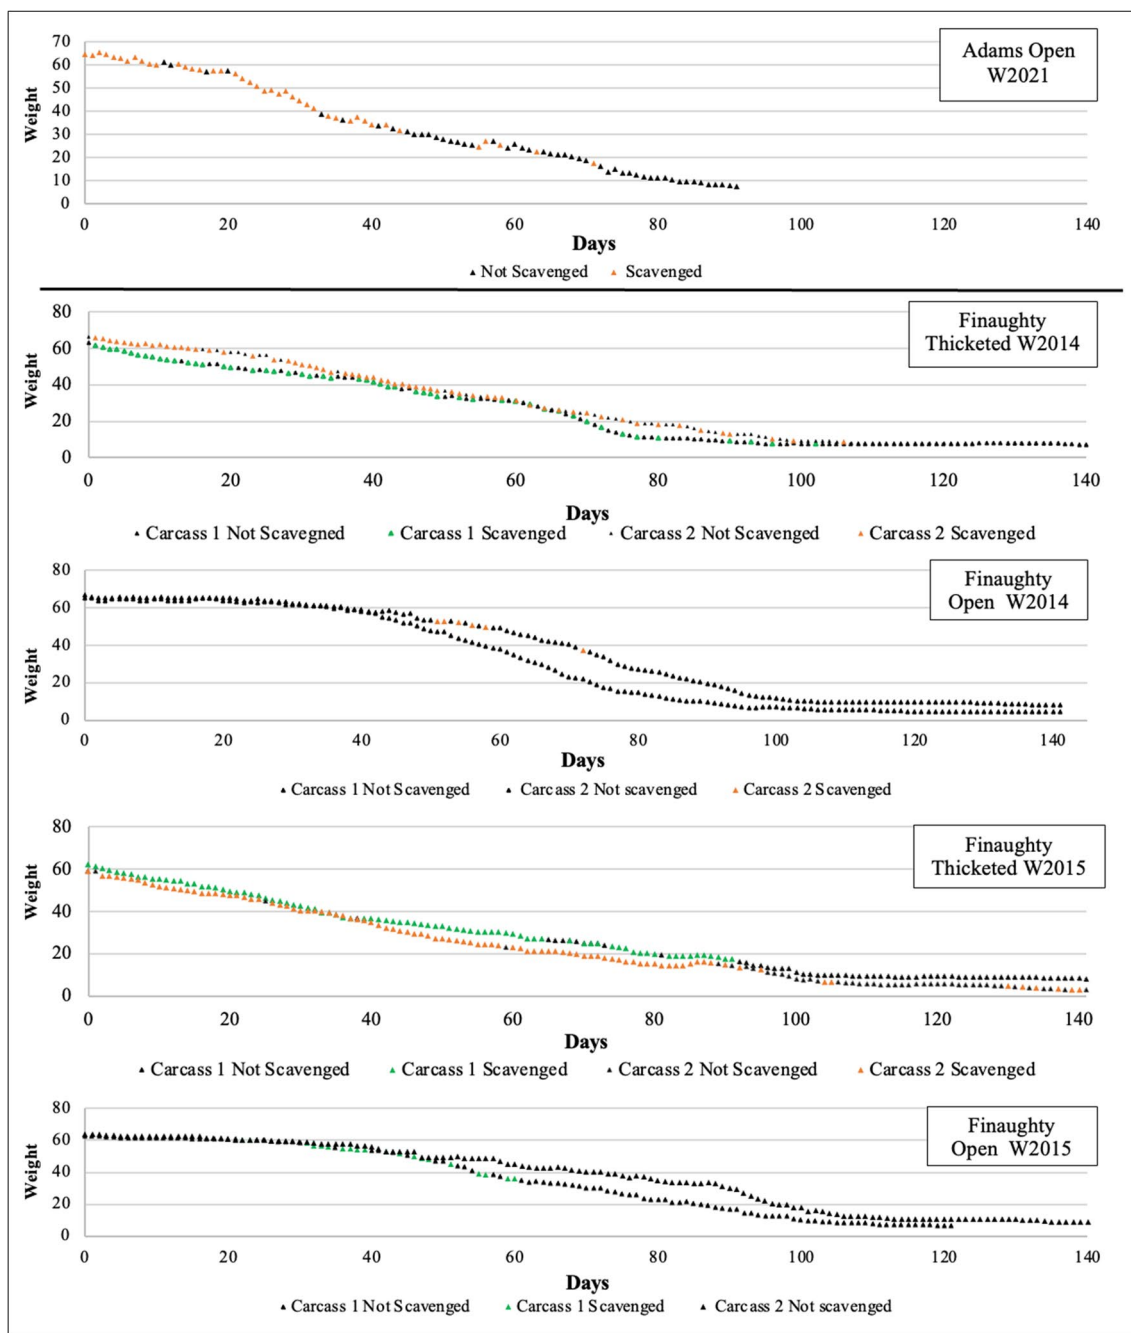 Adams Open
W2021
Weight
70
60
50
40
30
20
10
0
0 20 40 60 80 100 120 140
Days
Not Scavenged Scavenged
Finaughty
Thicketed W2014
Weight
80
60
40
20
0
0 20 40 60 80 100 120 140
Days
Carcass 1 Not Scavegned Carcass 1 Scavenged Carcass 2 Not Scavenged Carcass 2 Scavenged
Finaughty
Open W2014
Weight
80
60
40
20
0
0 20 40 60 80 100 120 140
Days
Carcass 1 Not Scavenged Carcass 2 Not scavenged Carcass 2 Scavenged
Finaughty
Thicketed W2015
Weight
80
60
40
20
0
0 20 40 60 80 100 120 140
Days
Carcass 1 Not Scavenged Carcass 1 Scavenged Carcass 2 Not Scavenged Carcass 2 Scavenged
Finaughty
Open W2015
Weight
80
60
40
20
0
0 20 40 60 80 100 120 140
Days
Carcass 1 Not Scavenged Carcass 1 Scavenged Carcass 2 Not scavenged